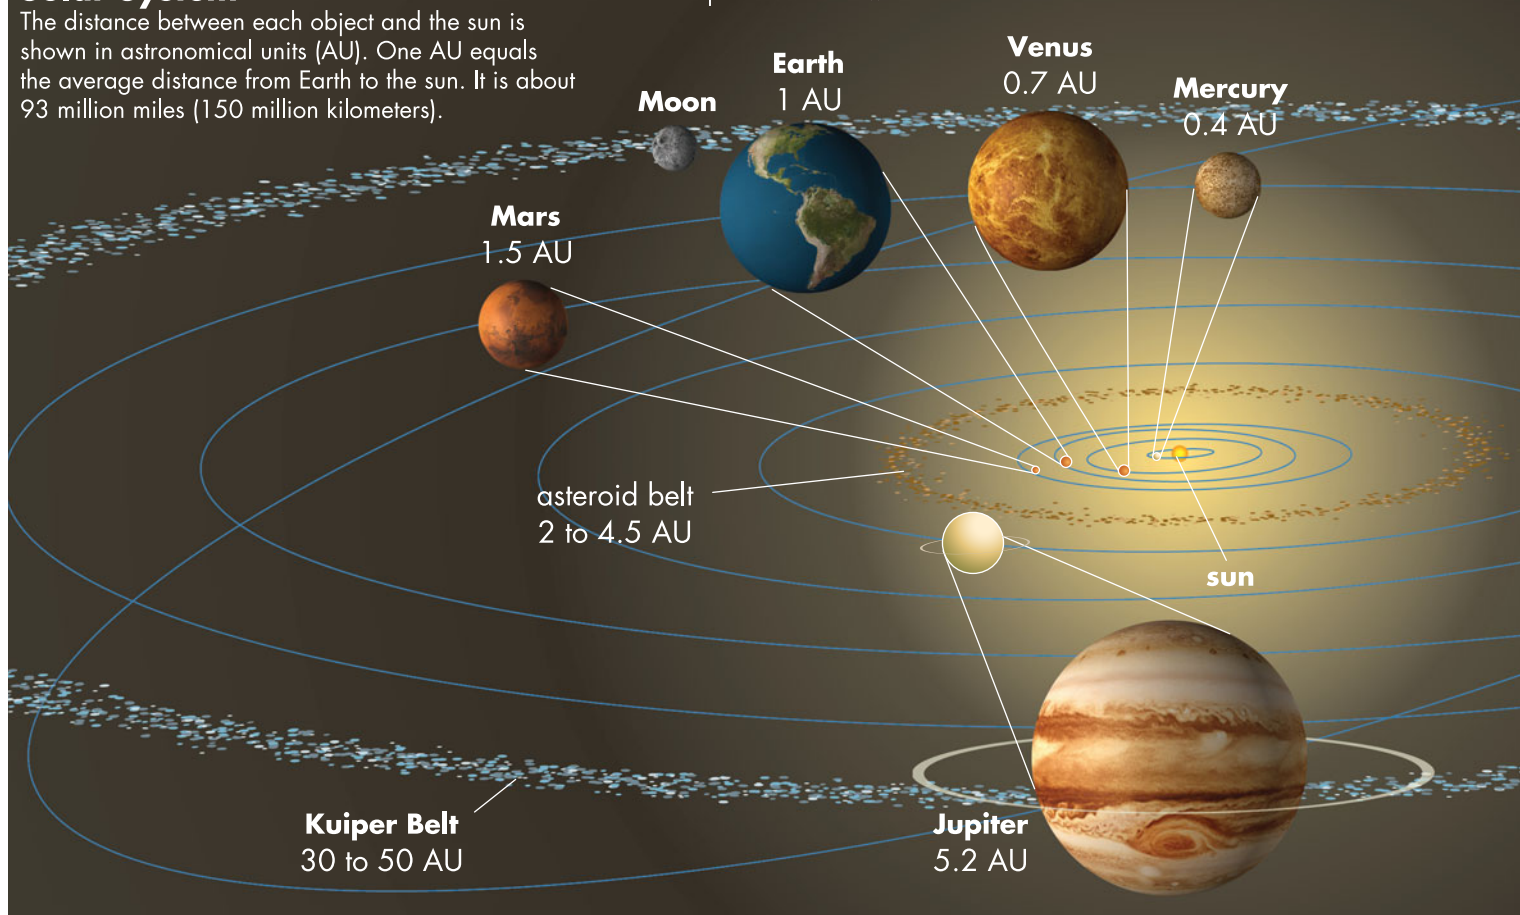 The distance between each object and the sun is
shown in astronomical units (AU). One AU equals
the average distance from Earth to the sun. It is about
93 million miles (150 million kilometers).
Moon
Earth
1 AU
Venus
0.7 AU
Mercury
0.4 AU
Mars
1.5 AU
asteroid belt
2 to 4.5 AU
sun
Kuiper Belt
30 to 50 AU
Jupiter
5.2 AU